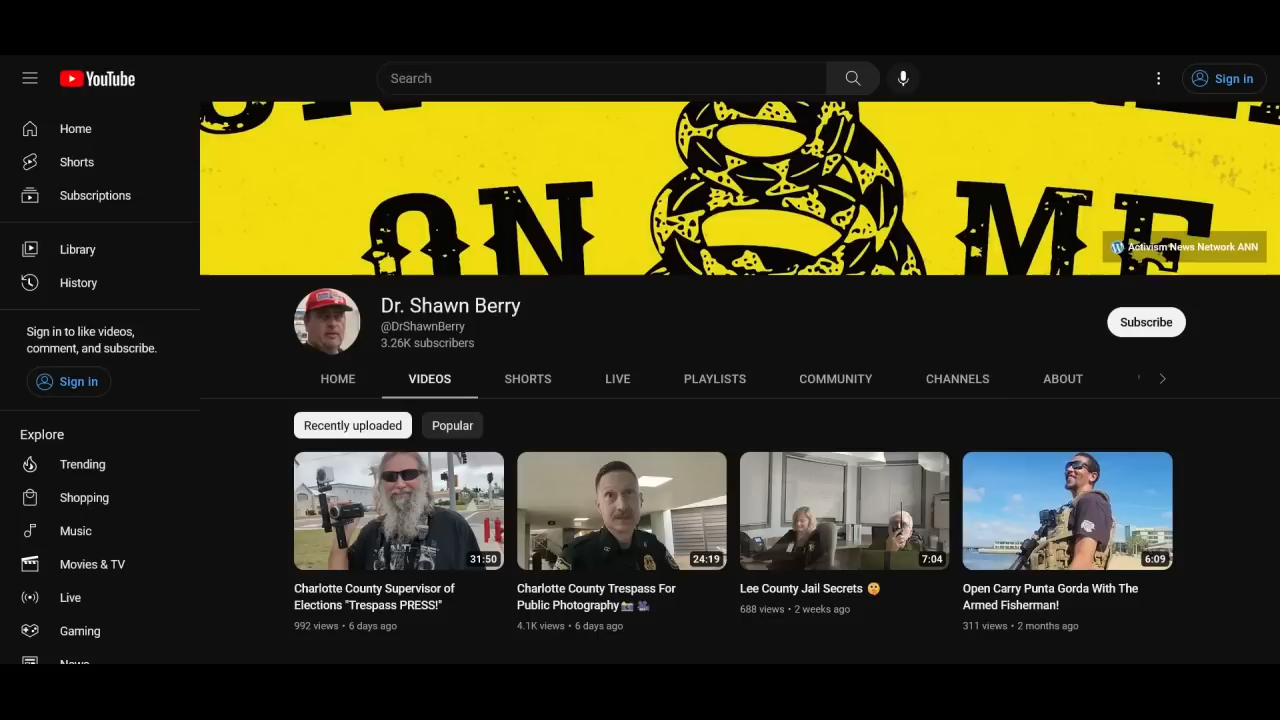 YouTube
Search
Sign in
Home
Shorts
Subscriptions
Library
History
Sign in to like videos,
comment, and subscribe.
Sign in
Explore
Trending
Shopping
Music
Movies & TV
Live
Gaming
News
ON ME
Activism News Network ANN
Dr. Shawn Berry
@DrShawnBerry
3.26K subscribers
Subscribe
HOME VIDEOS SHORTS LIVE PLAYLISTS COMMUNITY CHANNELS ABOUT
Recently uploaded Popular
31:50 24:19 7:04 6:09
Charlotte County Supervisor of
Elections "Trespass PRESS!"
992 views • 6 days ago
Charlotte County Trespass For
Public Photography📸 🎥
4.1K views • 6 days ago
Lee County Jail Secrets 🤫
688 views • 2 weeks ago
Open Carry Punta Gorda With The
Armed Fisherman!
311 views • 2 months ago